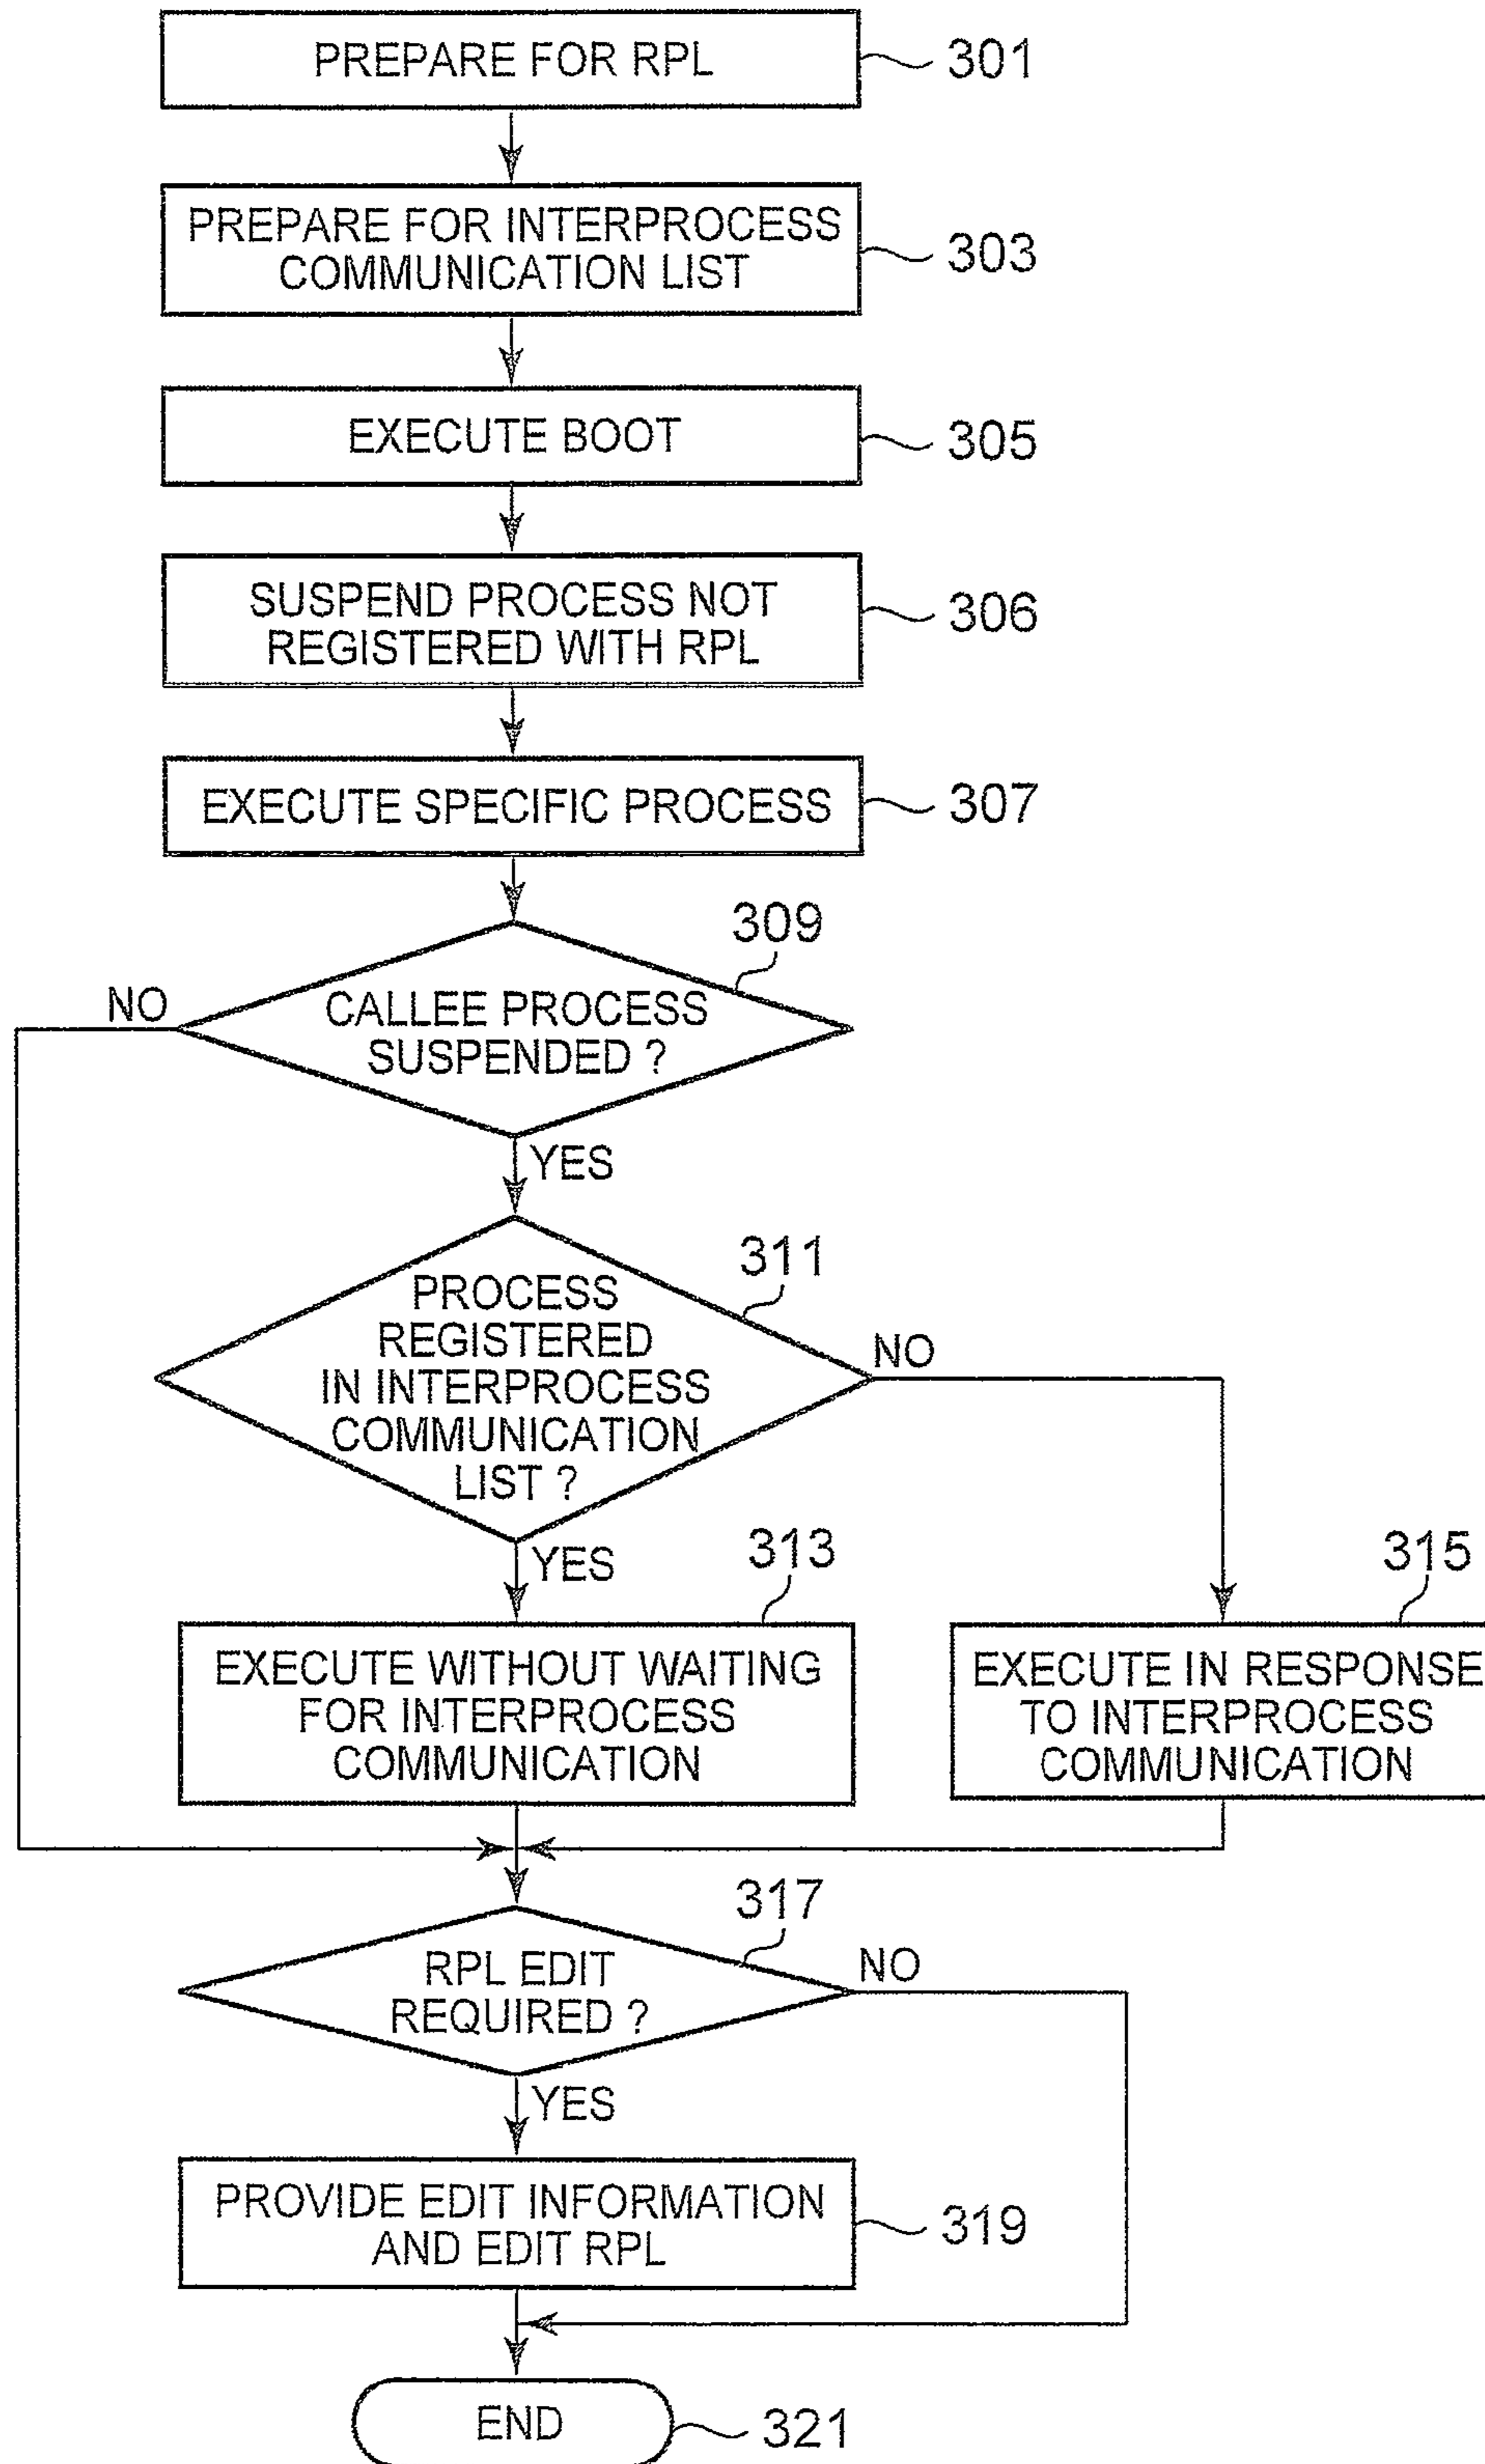 PREPARE FOR RPL
301
PREPARE FOR INTERPROCESS
COMMUNICATION LIST
303
EXECUTE BOOT
305
SUSPEND PROCESS NOT
REGISTERED WITH RPL
306
EXECUTE SPECIFIC PROCESS
307
309
NO
CALLEE PROCESS
SUSPENDED ?
YES
311
PROCESS
REGISTERED
IN INTERPROCESS
COMMUNICATION
LIST ?
NO
YES
313
315
EXECUTE WITHOUT WAITING
FOR INTERPROCESS
COMMUNICATION
EXECUTE IN RESPONSE
TO INTERPROCESS
COMMUNICATION
317
RPL EDIT
REQUIRED ?
NO
YES
PROVIDE EDIT INFORMATION
AND EDIT RPL
319
END
321